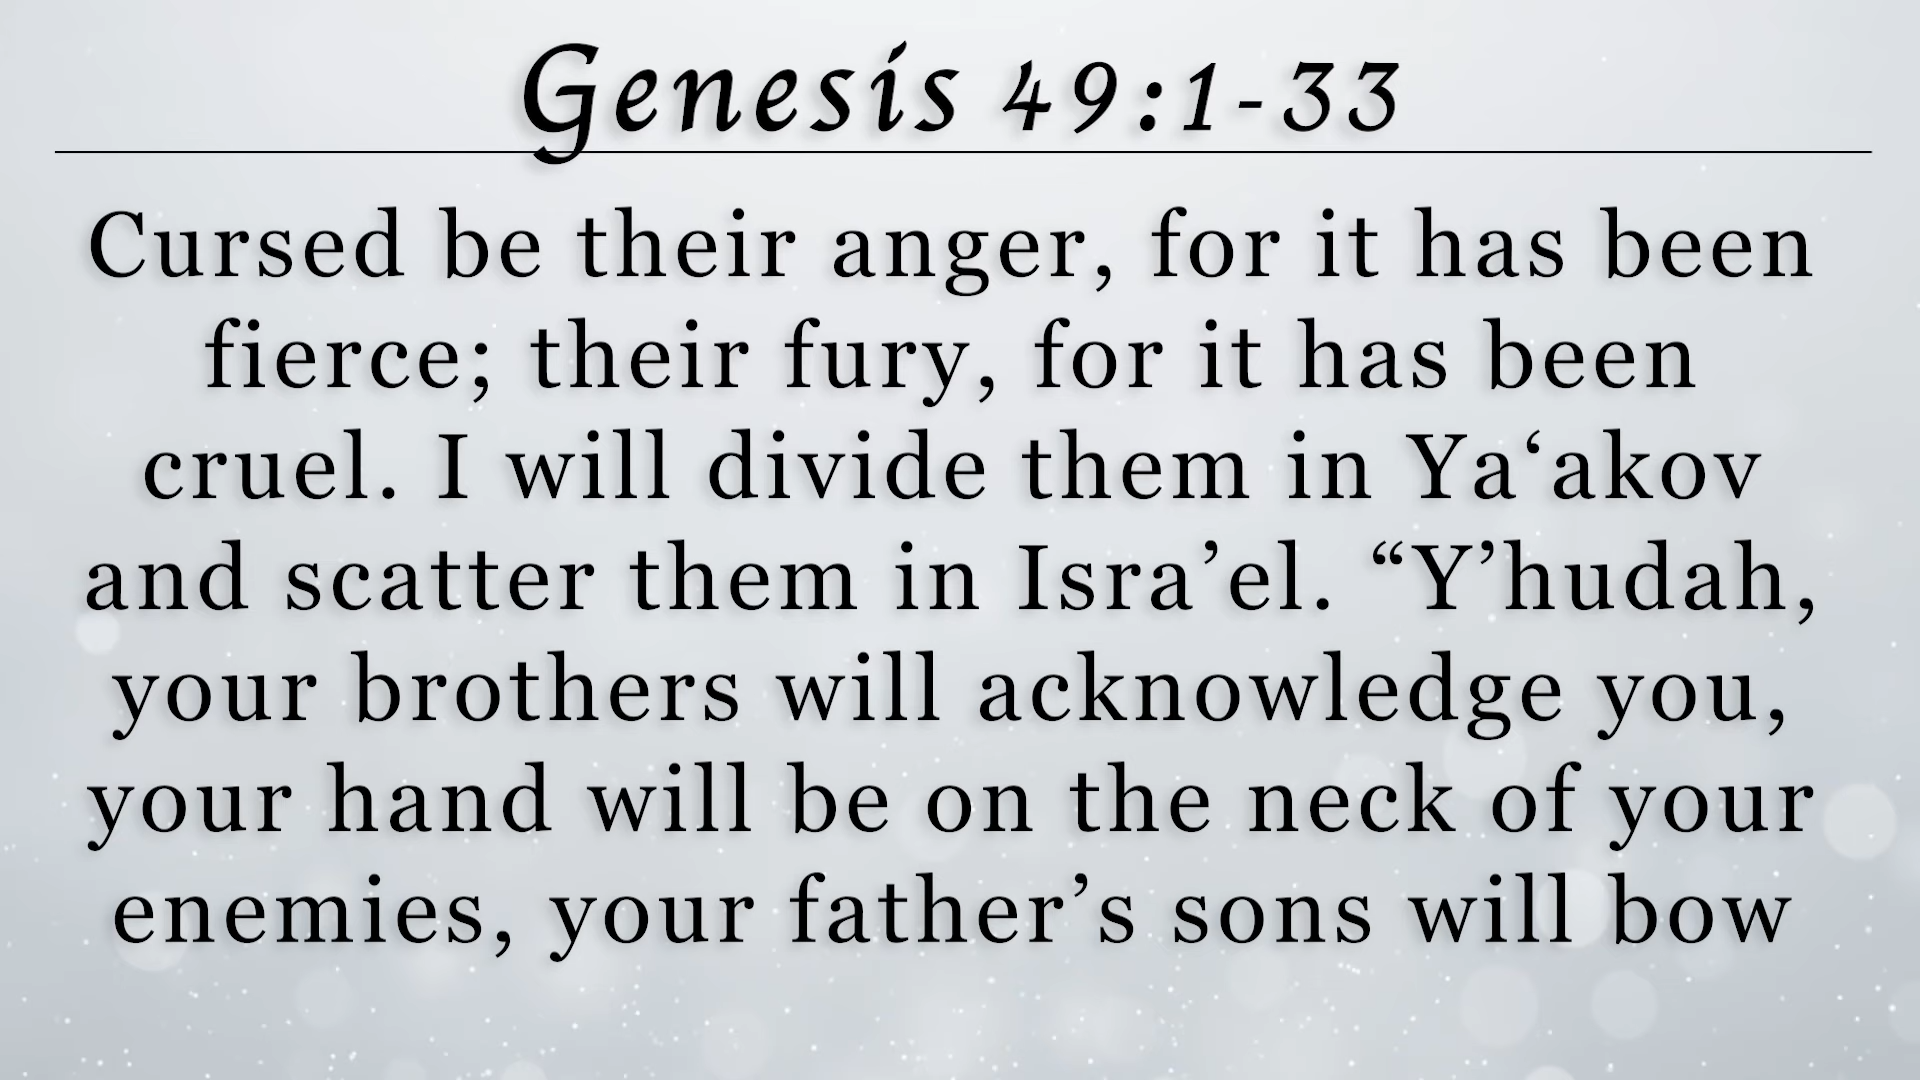 Genesis 49:1-33
Cursed be their anger, for it has been
fierce; their fury, for it has been
cruel. I will divide them in Ya‘akov
and scatter them in Isra’el. “Y’hudah,
your brothers will acknowledge you,
your hand will be on the neck of your
enemies, your father’s sons will bow